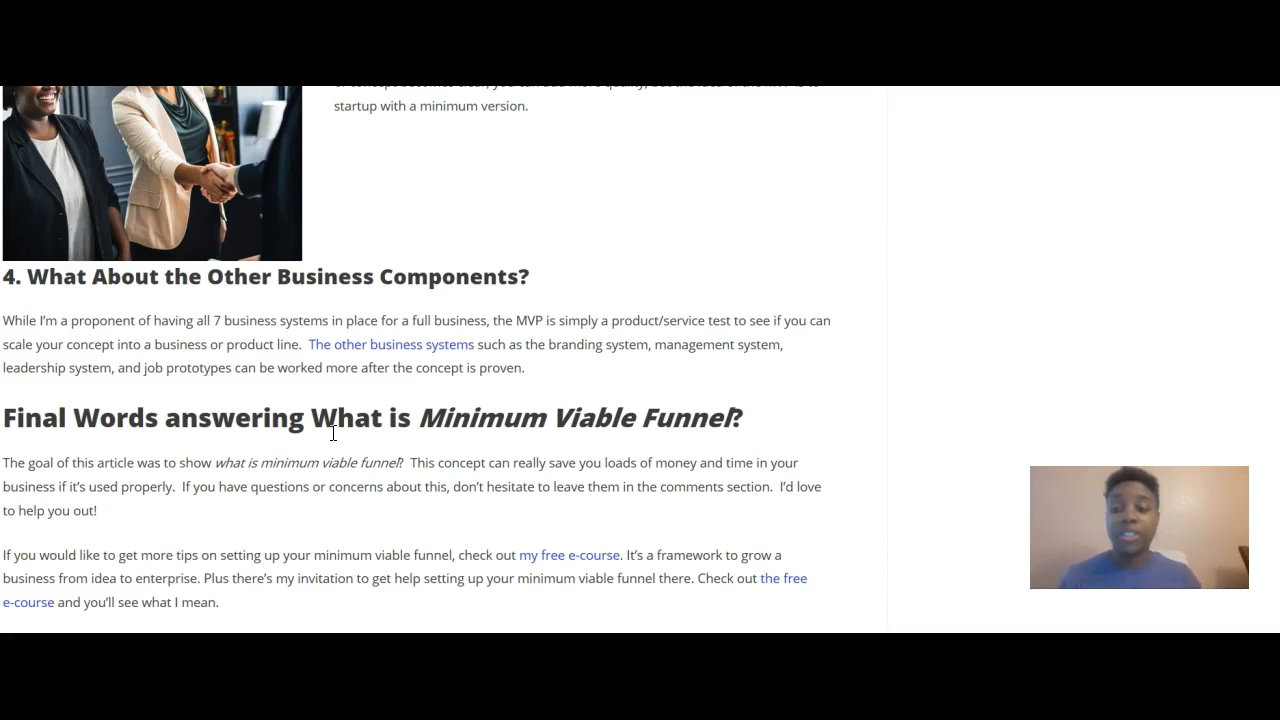 startup with a minimum version.
4. What About the Other Business Components?
While I'm a proponent of having all 7 business systems in place for a full business, the MVP is simply a product/service test to see if you can
scale your concept into a business or product line.  The other business systems such as the branding system, management system,
leadership system, and job prototypes can be worked more after the concept is proven.
Final Words answering What is Minimum Viable Funnel?
The goal of this article was to show what is minimum viable funnel?  This concept can really save you loads of money and time in your
business if it's used properly.  If you have questions or concerns about this, don't hesitate to leave them in the comments section.  I'd love
to help you out!
If you would like to get more tips on setting up your minimum viable funnel, check out my free e-course. It's a framework to grow a
business from idea to enterprise. Plus there's my invitation to get help setting up your minimum viable funnel there. Check out the free
e-course and you'll see what I mean.